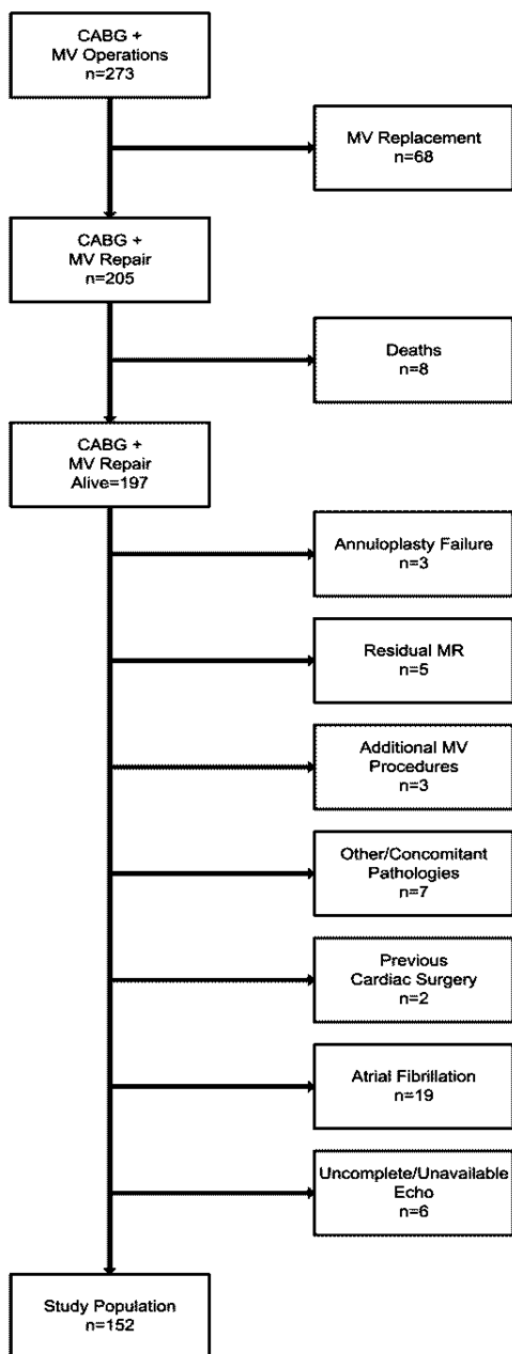 CABG +
MV Operations
n=273
MV Replacement
n=68
CABG +
MV Repair
n=205
Deaths
n=8
CABG +
MV Repair
Alive=197
Annuloplasty Failure
n=3
Residual MR
n=5
Additional MV
Procedures
n=3
Other/Concomitant
Pathologies
n=7
Previous
Cardiac Surgery
n=2
Atrial Fibrillation
n=19
Uncomplete/Unavailable
Echo
n=6
Study Population
n=152